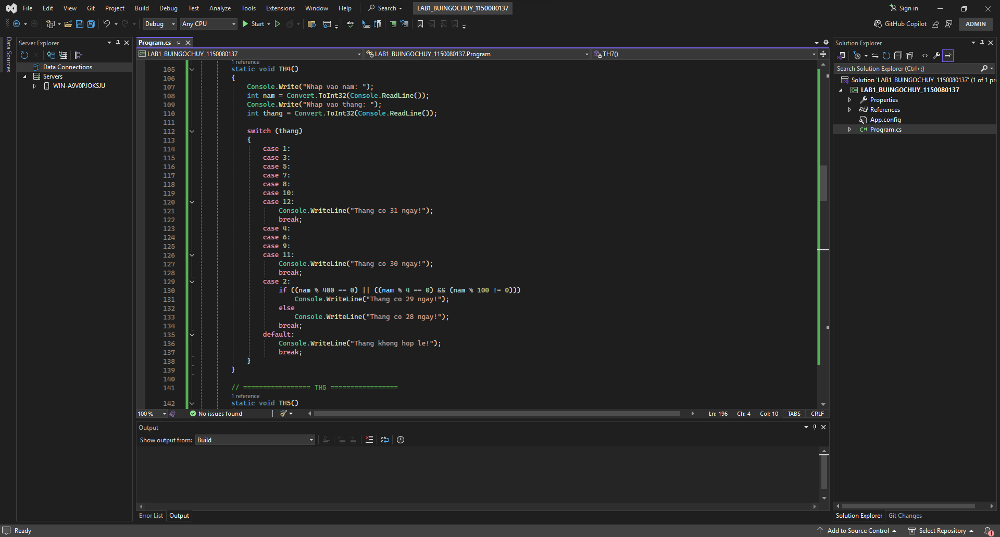 File Edit View Git Project Build Debug Test Analyze Tools Extensions Window Help Search LAB1_BUINGOCHUY_1150080137 Sign in
Debug Any CPU Start GitHub Copilot ADMIN
Data Sources
Server Explorer
Data Connections
Servers
WIN-A9V0PJOKSJU
Program.cs
LAB1_BUINGOCHUY_1150080137 LAB1_BUINGOCHUY_1150080137.Program TH7()
1 reference
105 static void TH4()
106 {
107 Console.Write("Nhap vao nam: ");
108 int nam = Convert.ToInt32(Console.ReadLine());
109 Console.Write("Nhap vao thang: ");
110 int thang = Convert.ToInt32(Console.ReadLine());
111
112 switch (thang)
113 {
114 case 1:
115 case 3:
116 case 5:
117 case 7:
118 case 8:
119 case 10:
120 case 12:
121 Console.WriteLine("Thang co 31 ngay!");
122 break;
123 case 4:
124 case 6:
125 case 9:
126 case 11:
127 Console.WriteLine("Thang co 30 ngay!");
128 break;
129 case 2:
130 if ((nam % 400 == 0) || ((nam % 4 == 0) && (nam % 100 != 0)))
131 Console.WriteLine("Thang co 29 ngay!");
132 else
133 Console.WriteLine("Thang co 28 ngay!");
134 break;
135 default:
136 Console.WriteLine("Thang khong hop le!");
137 break;
138 }
139 }
140
141 // ================= TH5 =================
1 reference
142 static void TH5()
100 % No issues found Ln: 196 Ch: 4 Col: 10 TABS CRLF
Output
Show output from: Build
Error List Output
Solution Explorer
Search Solution Explorer (Ctrl+;)
Solution 'LAB1_BUINGOCHUY_1150080137' (1 of 1 pr
LAB1_BUINGOCHUY_1150080137
Properties
References
App.config
C# Program.cs
Solution Explorer Git Changes
Ready Add to Source Control Select Repository 1